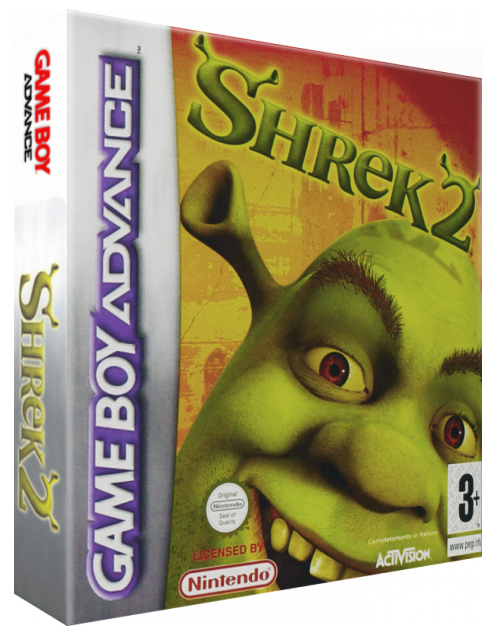 GAME BOY
ADVANCE
SHREK 2
GAME BOY ADVANCE
™
SHREK 2
Original
Nintendo
Seal of
Quality
LICENSED BY
Nintendo
3+
www.pegi.
Completamente in Italiano
ACTIVISION